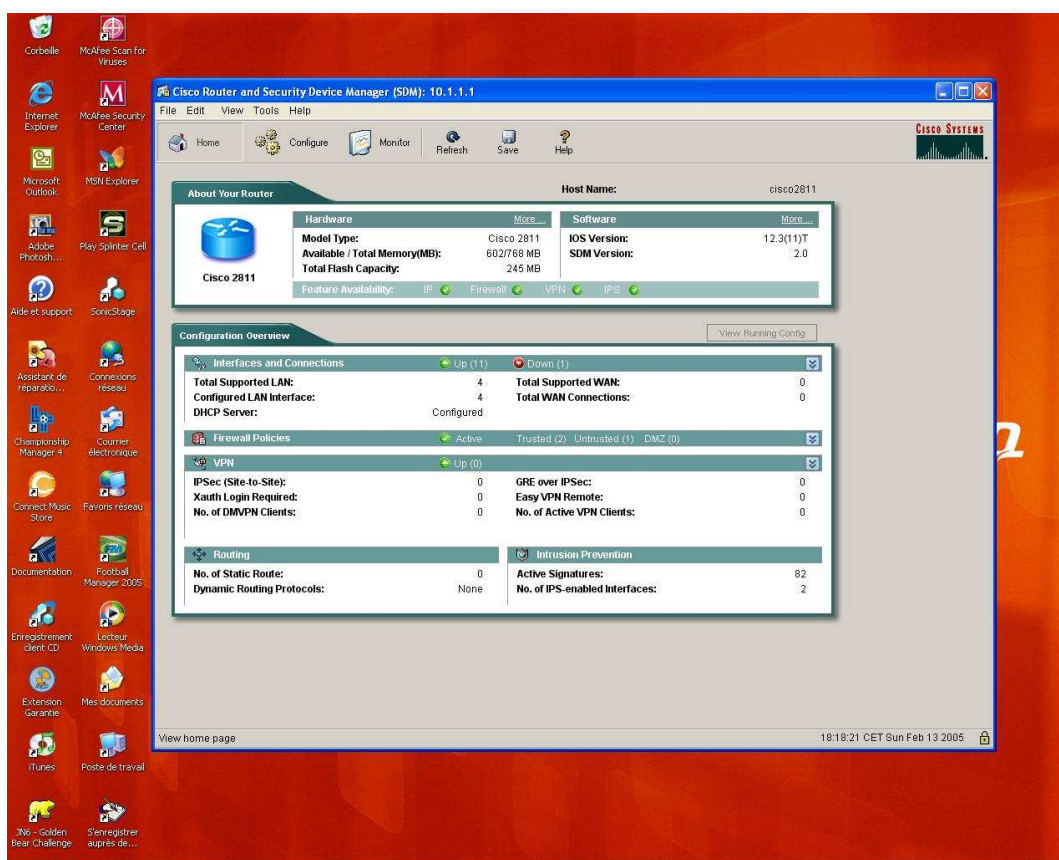 Corbeille
McAfee Scan for
Viruses
Internet
Explorer
McAfee Security
Center
Microsoft
Outlook
MSN Explorer
Adobe
Photosh...
Play Splinter Cell
Aide et support
SonicStage
Assistant de
réparatio...
Connexions
réseau
Championship
Manager 4
Courrier
électronique
Connect Music
Store
Favoris réseau
Documentation
Football
Manager 2005
Enregistrement
client CD
Lecteur
Windows Media
Extension
Garantie
Mes documents
iTunes
Poste de travail
JN6 - Golden
Bear Challenge
S'enregistrer
auprès de...
Cisco Router and Security Device Manager (SDM): 10.1.1.1
File Edit View Tools Help
Home Configure Monitor Refresh Save Help
CISCO SYSTEMS
About Your Router Host Name: cisco2811
Hardware More ... Software More ...
Model Type: Cisco 2811 IOS Version: 12.3(11)T
Available / Total Memory(MB): 602/768 MB SDM Version: 2.0
Total Flash Capacity: 245 MB
Cisco 2811
Feature Availability: IP Firewall VPN IPS
Configuration Overview View Running Config
Interfaces and Connections Up (11) Down (1)
Total Supported LAN: 4 Total Supported WAN: 0
Configured LAN Interface: 4 Total WAN Connections: 0
DHCP Server: Configured
Firewall Policies Active Trusted (2) Untrusted (1) DMZ (0)
VPN Up (0)
IPSec (Site-to-Site): 0 GRE over IPSec: 0
Xauth Login Required: 0 Easy VPN Remote: 0
No. of DMVPN Clients: 0 No. of Active VPN Clients: 0
Routing Intrusion Prevention
No. of Static Route: 0 Active Signatures: 82
Dynamic Routing Protocols: None No. of IPS-enabled Interfaces: 2
View home page 18:18:21 CET Sun Feb 13 2005